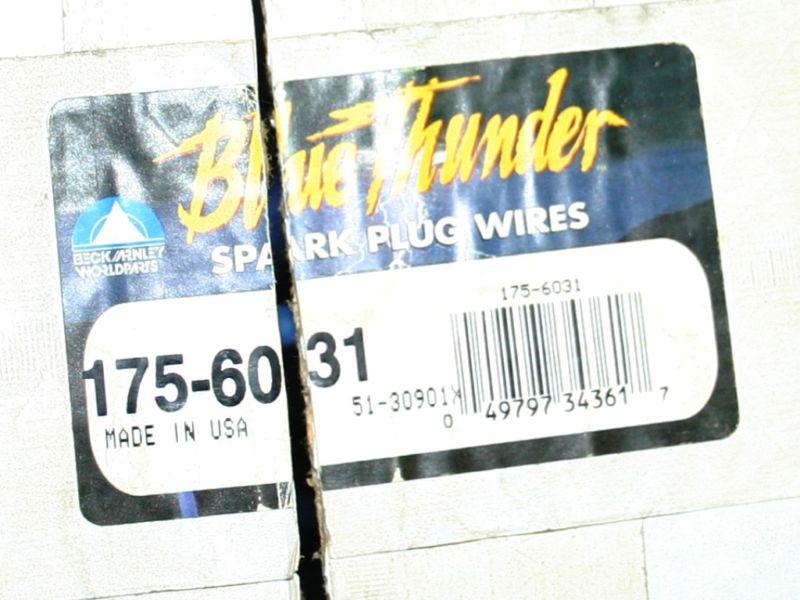 Blue Thunder
SPARK PLUG WIRES
BECK/ARNLEY
WORLDPARTS
175-6031
175-6031
51-30901X
MADE IN USA
0 49797 34361 7